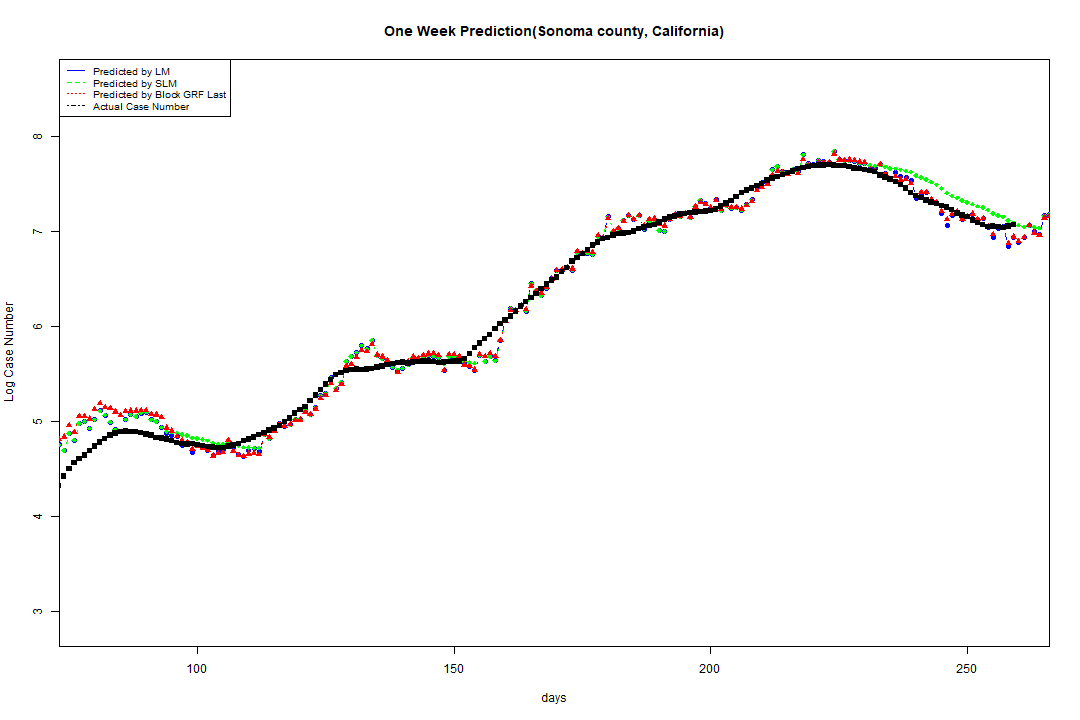 One Week Prediction(Sonoma county, California)
Predicted by LM
Predicted by SLM
Predicted by Block GRF Last
Actual Case Number
8
7
6
5
4
3
Log Case Number
100 150 200 250
days